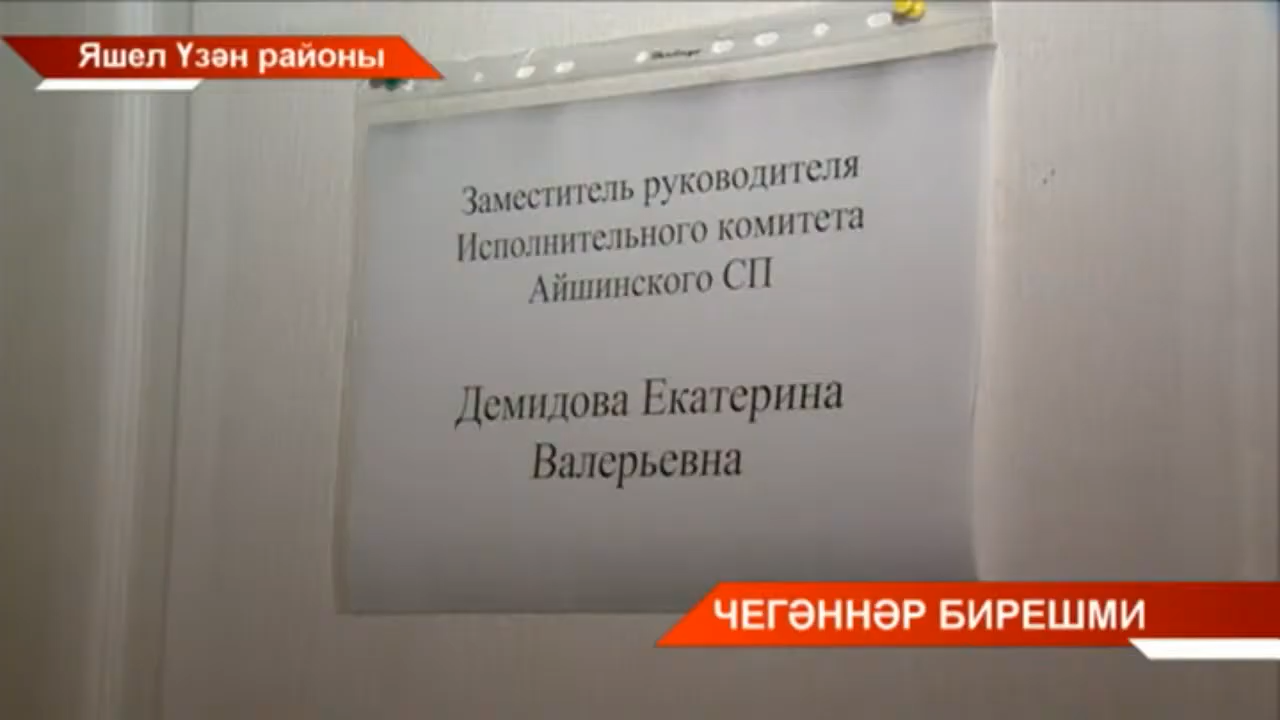 Яшел Үзән районы
Заместитель руководителя
Исполнительного комитета
Айшинского СП
Демидова Екатерина
Валерьевна
ЧЕГӘННӘР БИРЕШМИ